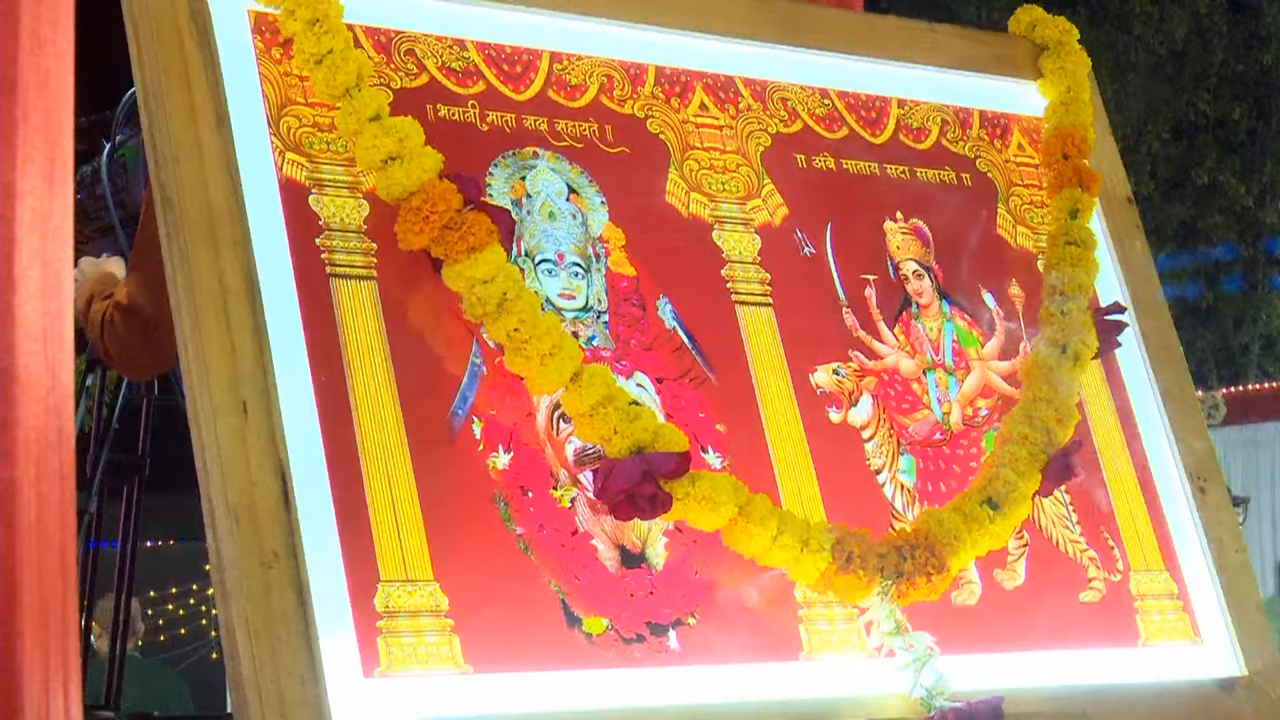 ॥ भवानी माता सदा सहायते ॥
॥ अंबे माताय सदा सहायते ॥